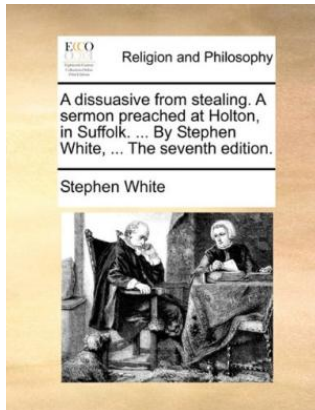 ECCO
Religion and Philosophy
A dissuasive from stealing. A
sermon preached at Holton,
in Suffolk. ... By Stephen
White, ... The seventh edition.
Stephen White